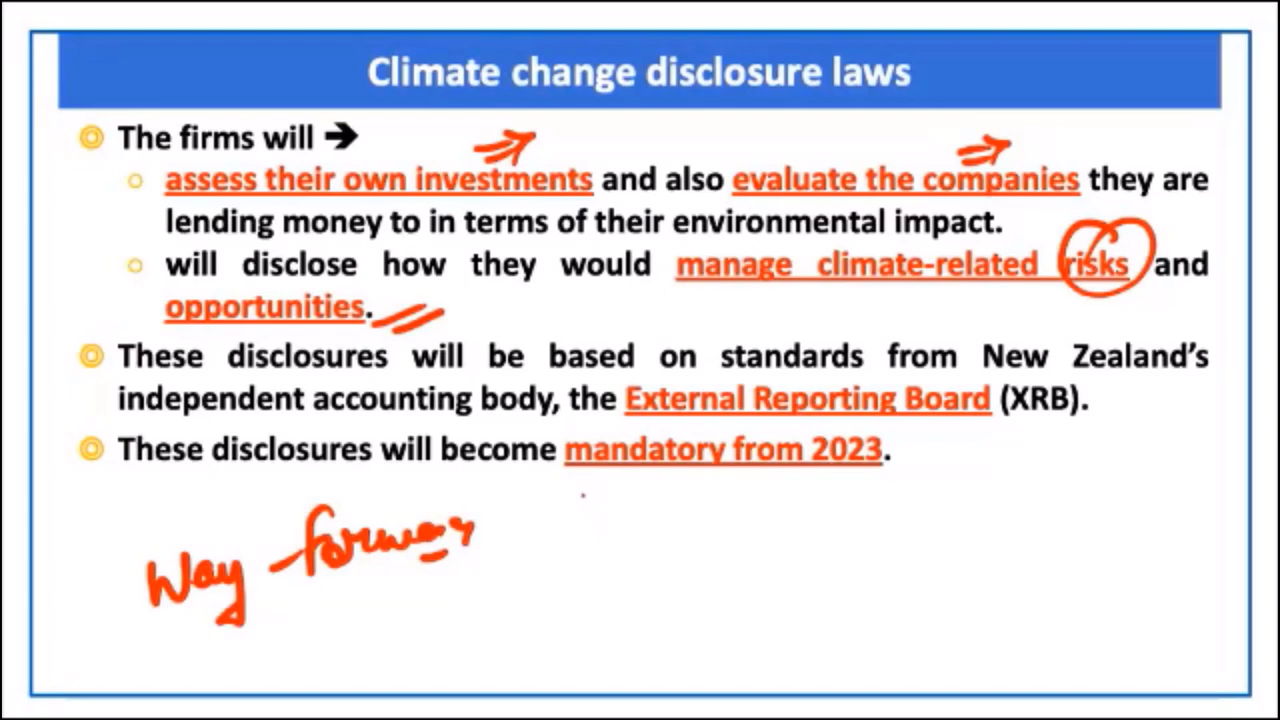 Climate change disclosure laws
The firms will ➔
assess their own investments and also evaluate the companies they are
lending money to in terms of their environmental impact.
will disclose how they would manage climate-related risks and
opportunities.
These disclosures will be based on standards from New Zealand's
independent accounting body, the External Reporting Board (XRB).
These disclosures will become mandatory from 2023.
Way